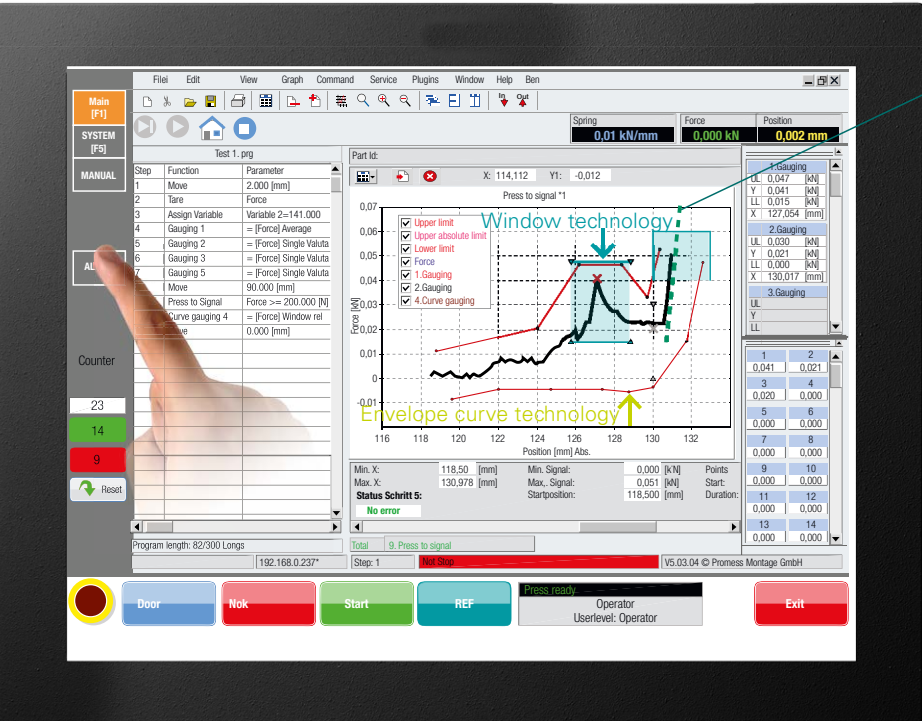 Filei Edit View Graph Command Service Plugins Window Help Ben
In Out
Main
[F1]
SYSTEM
[F5]
MANUAL
Counter
23
14
9
Reset
Spring
0,01 kN/mm
Force
0,000 kN
Position
0,002 mm
Test 1. prg
Step Function Parameter
1 Move 2.000 [mm]
2 Tare Force
3 Assign Variable Variable 2=141.000
4 Gauging 1 = [Force] Average
5 Gauging 2 = [Force] Single Valuta
6 Gauging 3 = [Force] Single Valuta
7 Gauging 5 = [Force] Single Valuta
Move 90.000 [mm]
Press to Signal Force >= 200.000 [N]
Curve gauging 4 = [Force] Window rel
0.000 [mm]
Program length: 82/300 Longs
192.168.0.237*
Part Id:
X: 114,112 Y1: -0,012
Press to signal *1
Window technology
Upper limit
Upper absolute limit
Lower limit
Force
1.Gauging
2.Gauging
4.Curve gauging
Envelope curve technology
Force [kN]
0,07
0,06
0,05
0,04
0,03
0,02
0,01
0
-0,01
116 118 120 122 124 126 128 130 132
Position [mm] Abs.
Min. X: 118,50 [mm] Min. Signal: 0,000 [kN] Points
Max. X: 130,978 [mm] Max,. Signal: 0,051 [kN] Start:
Status Schritt 5: Startposition: 118,500 [mm] Duration:
No error
Total 9. Press to signal
Step: 1 Not Stop V5.03.04 © Promess Montage GmbH
1.Gauging
UL 0,047 [kN]
Y 0,041 [kN]
LL 0,015 [kN]
X 127,054 [mm]
2.Gauging
UL 0,030 [kN]
Y 0,021 [kN]
LL 0,000 [kN]
X 130,017 [mm]
3.Gauging
UL
Y
LL
1 2
0,041 0,021
3 4
0,020 0,000
5 6
0,000 0,000
7 8
0,000 0,000
9 10
0,000 0,000
11 12
0,000 0,000
13 14
0,000 0,000
Door
Nok
Start
REF
Press ready
Operator
Userlevel: Operator
Exit